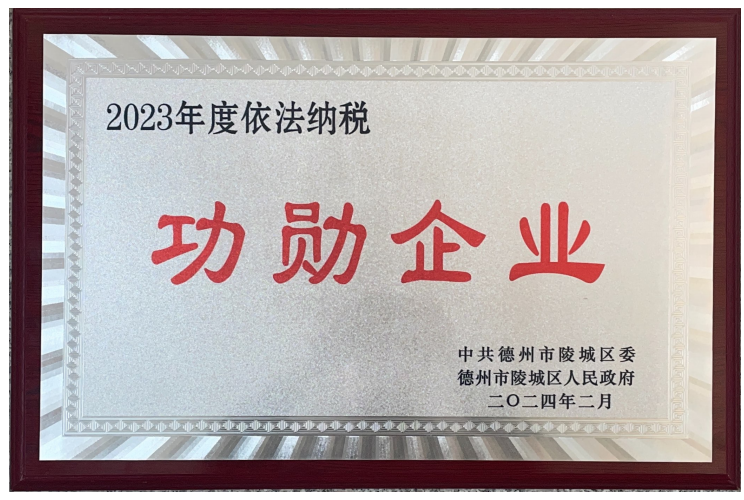 2023年度依法纳税
功勋企业
中共德州市陵城区委
德州市陵城区人民政府
二〇二四年二月